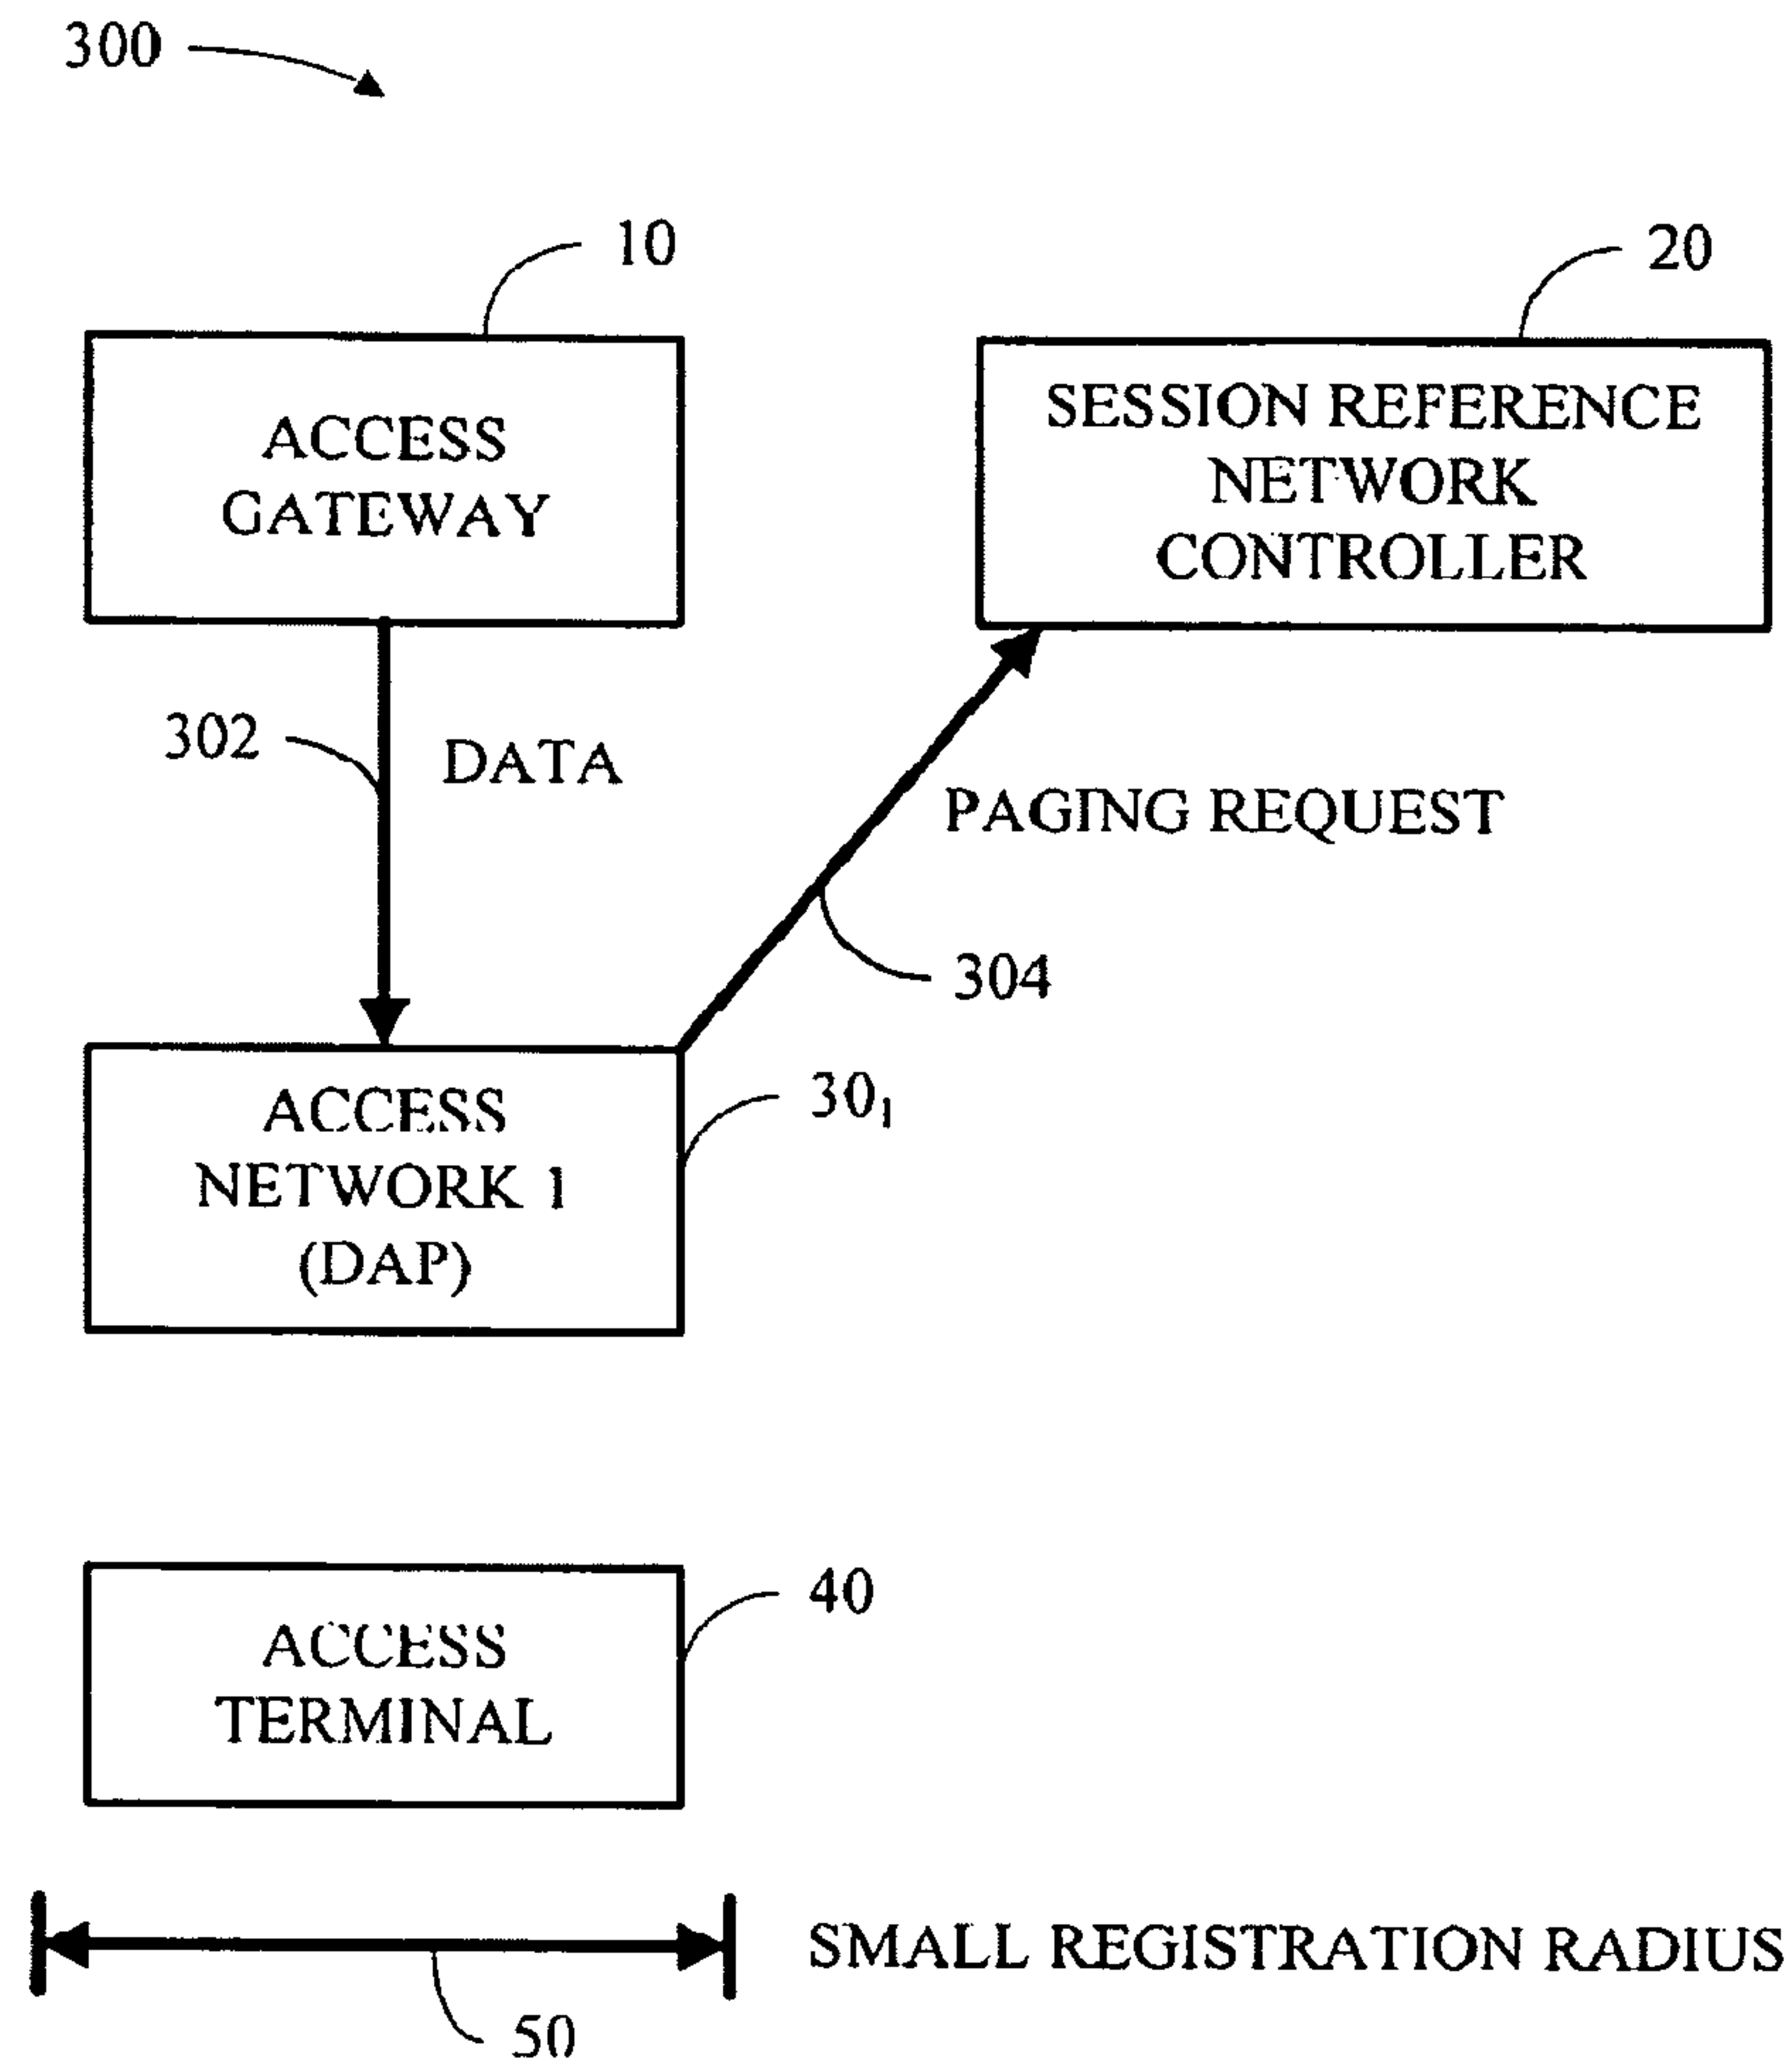 300
10
20
ACCESS
GATEWAY
SESSION REFERENCE
NETWORK
CONTROLLER
302
DATA
PAGING REQUEST
304
ACCESS
NETWORK 1
(DAP)
30₁
ACCESS
TERMINAL
40
SMALL REGISTRATION RADIUS
50